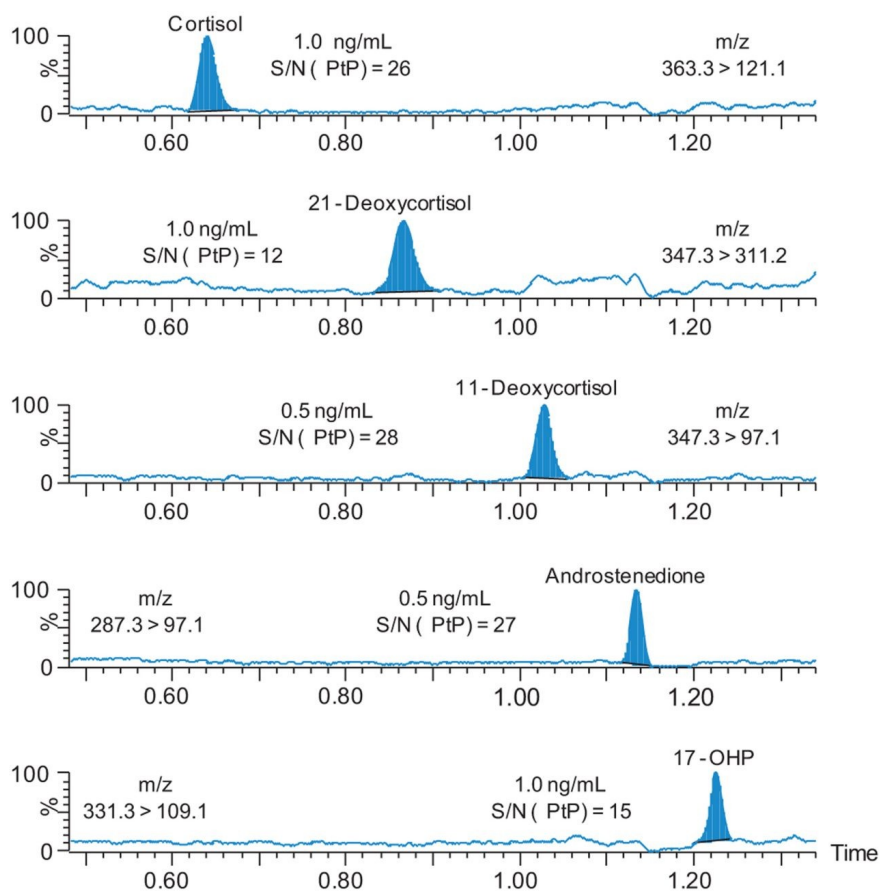 Cortisol
100
%
0
1.0 ng/mL
S/N ( PtP) = 26
m/z
363.3 > 121.1
0.60 0.80 1.00 1.20
21-Deoxycortisol
100
%
0
1.0 ng/mL
S/N ( PtP) = 12
m/z
347.3 > 311.2
0.60 0.80 1.00 1.20
11-Deoxycortisol
100
%
0
0.5 ng/mL
S/N ( PtP) = 28
m/z
347.3 > 97.1
0.60 0.80 1.00 1.20
Androstenedione
100
%
0
m/z
287.3 > 97.1
0.5 ng/mL
S/N ( PtP) = 27
0.60 0.80 1.00 1.20
17-OHP
100
%
0
m/z
331.3 > 109.1
1.0 ng/mL
S/N ( PtP) = 15
Time
0.60 0.80 1.00 1.20